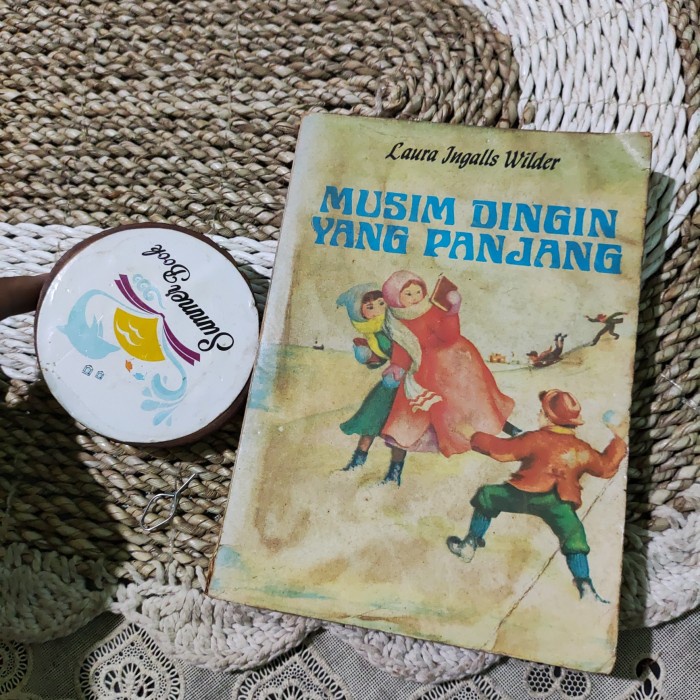 Laura Ingalls Wilder
MUSIM DINGIN
YANG PANJANG
Summer
Book